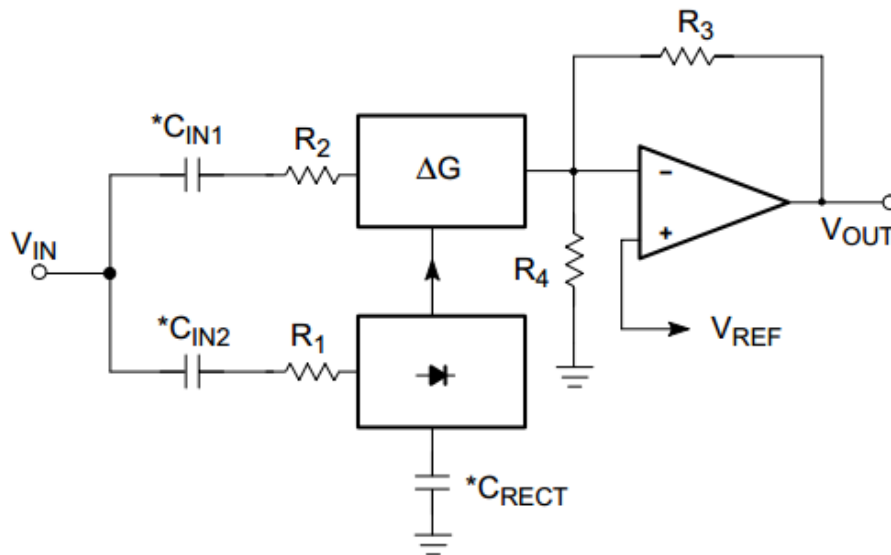 R3
*CIN1
R2
ΔG
VIN
VOUT
R4
*CIN2
R1
VREF
*CRECT